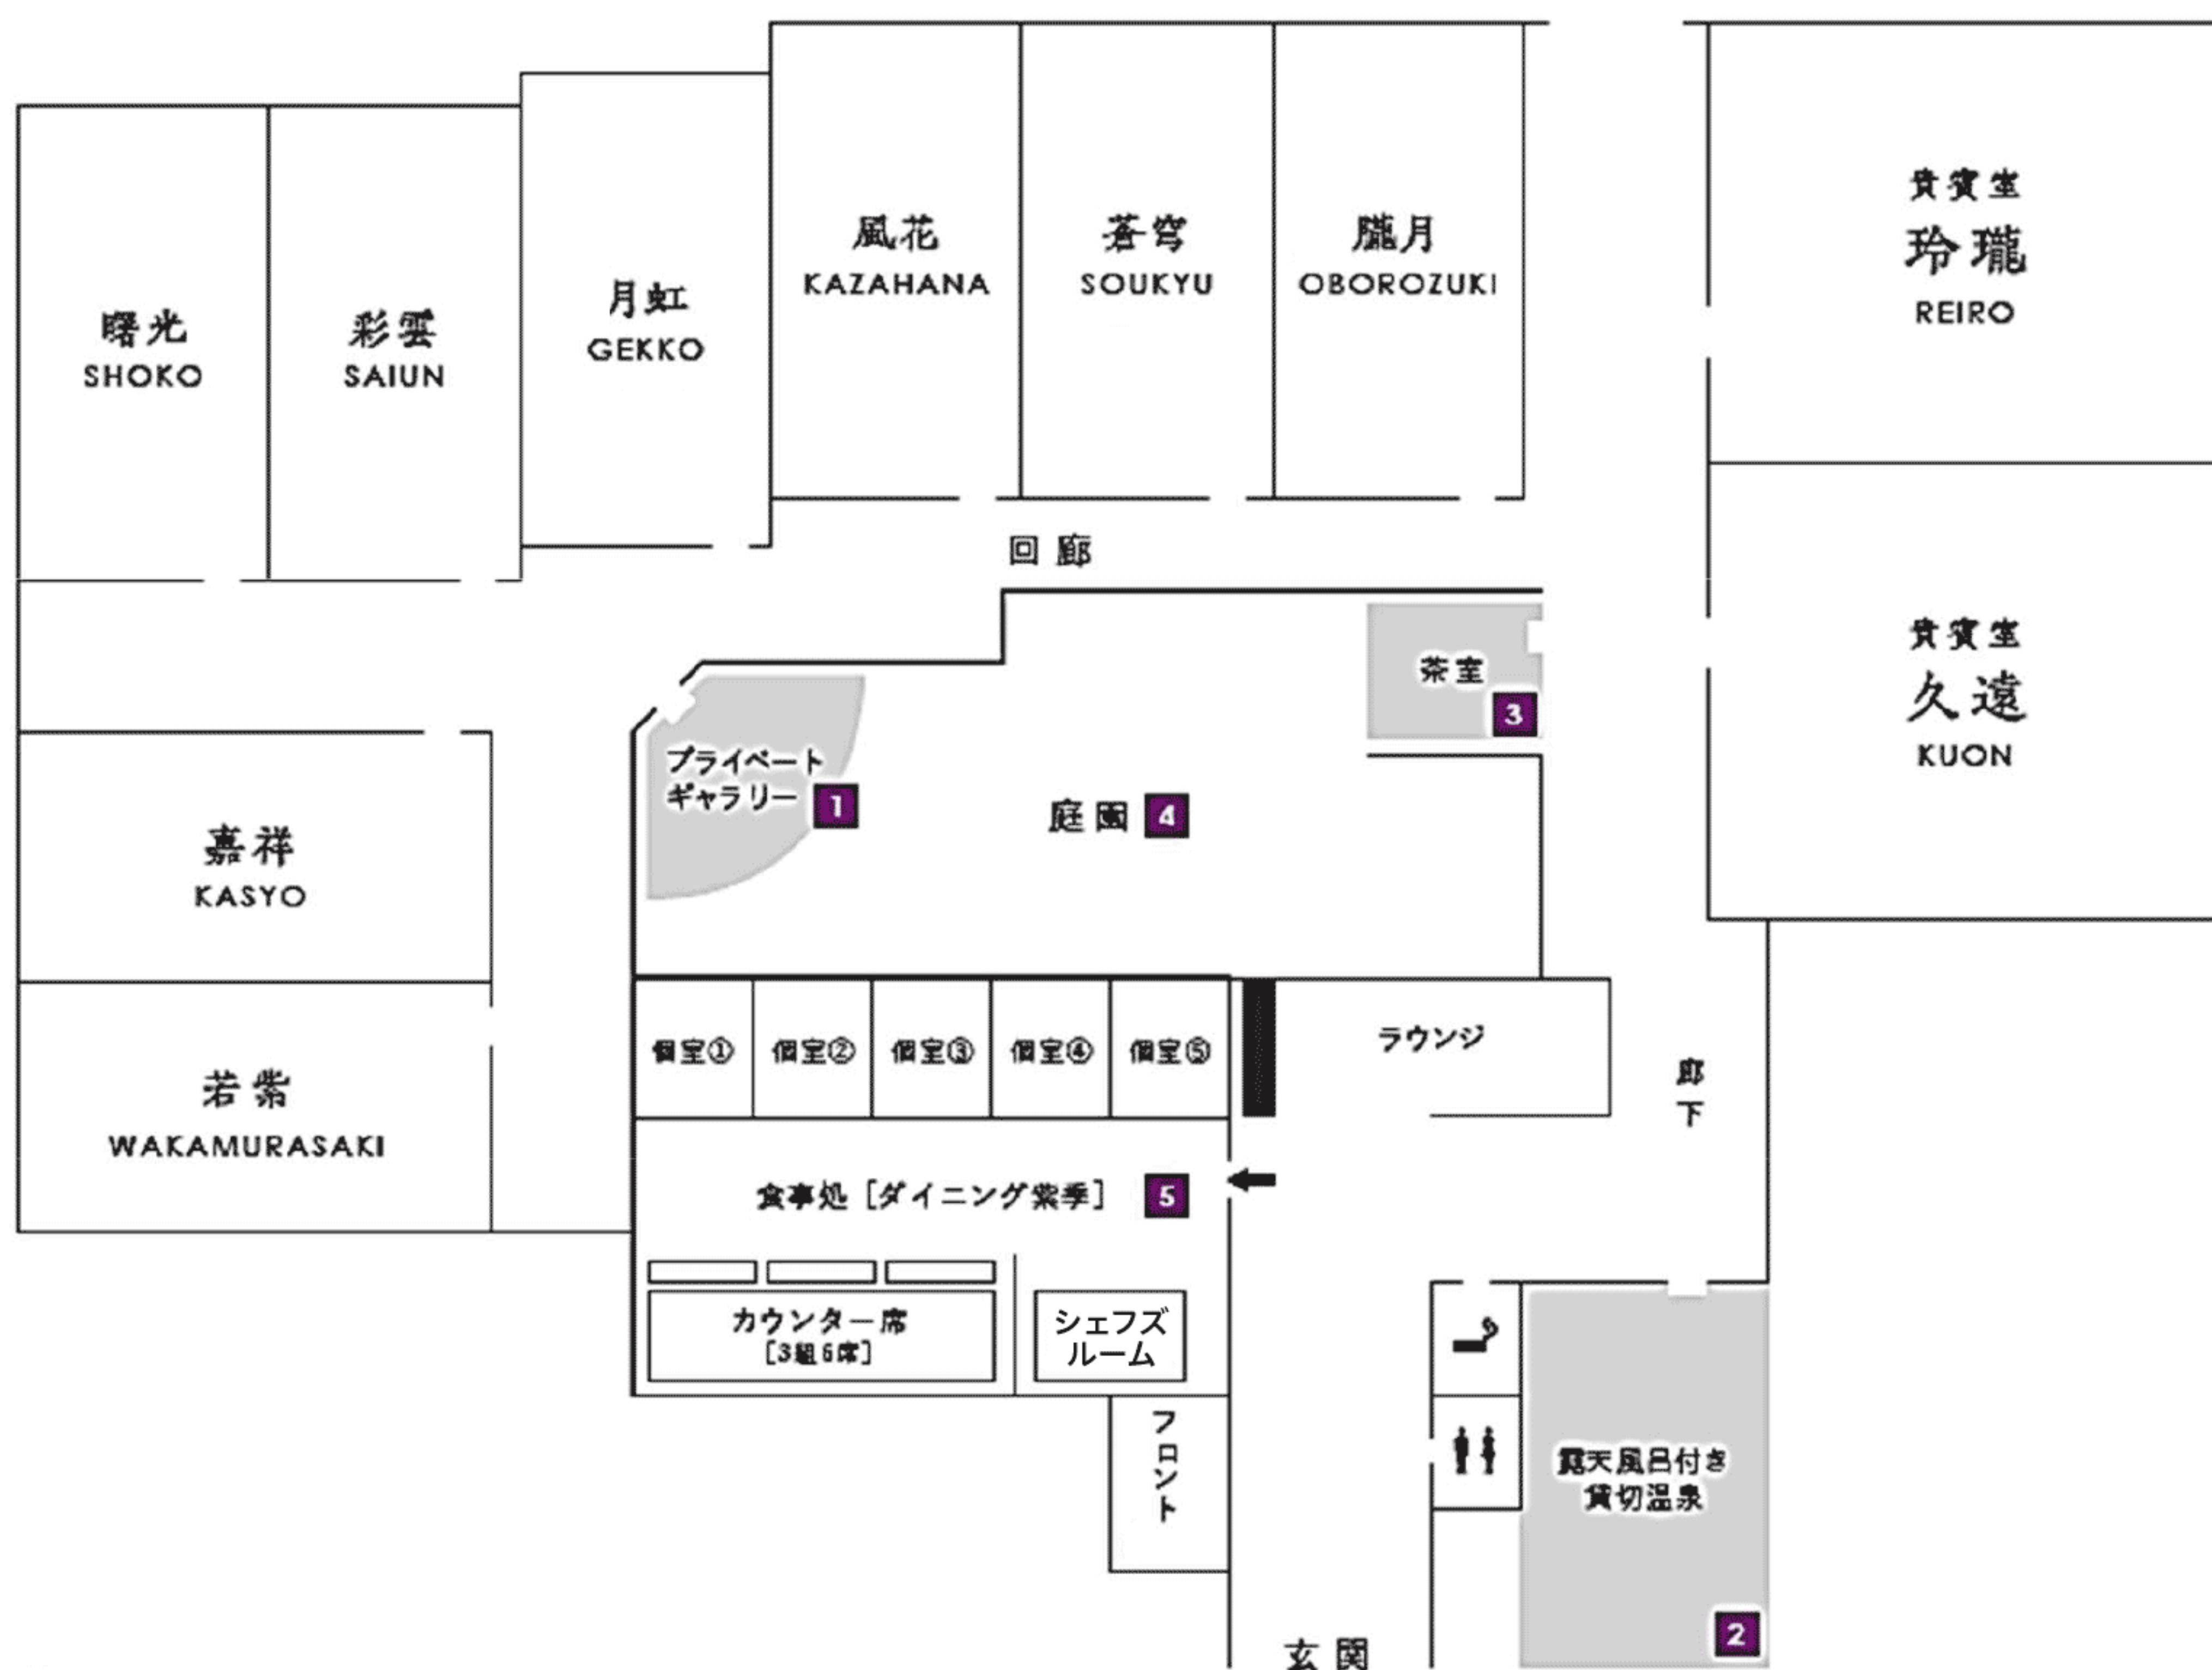 風花
KAZAHANA
蒼穹
SOUKYU
朧月
OBOROZUKI
貴賓室
玲瓏
REIRO
月虹
GEKKO
曙光
SHOKO
彩雲
SAIUN
回廊
貴賓室
久遠
KUON
茶室
3
プライベート
ギャラリー
1
庭園
4
嘉祥
KASYO
若紫
WAKAMURASAKI
個室①
個室②
個室③
個室④
個室⑤
ラウンジ
廊下
食事処［ダイニング紫季］
5
カウンター席
［3組6席］
シェフズ
ルーム
フロント
露天風呂付き
貸切温泉
2
玄関